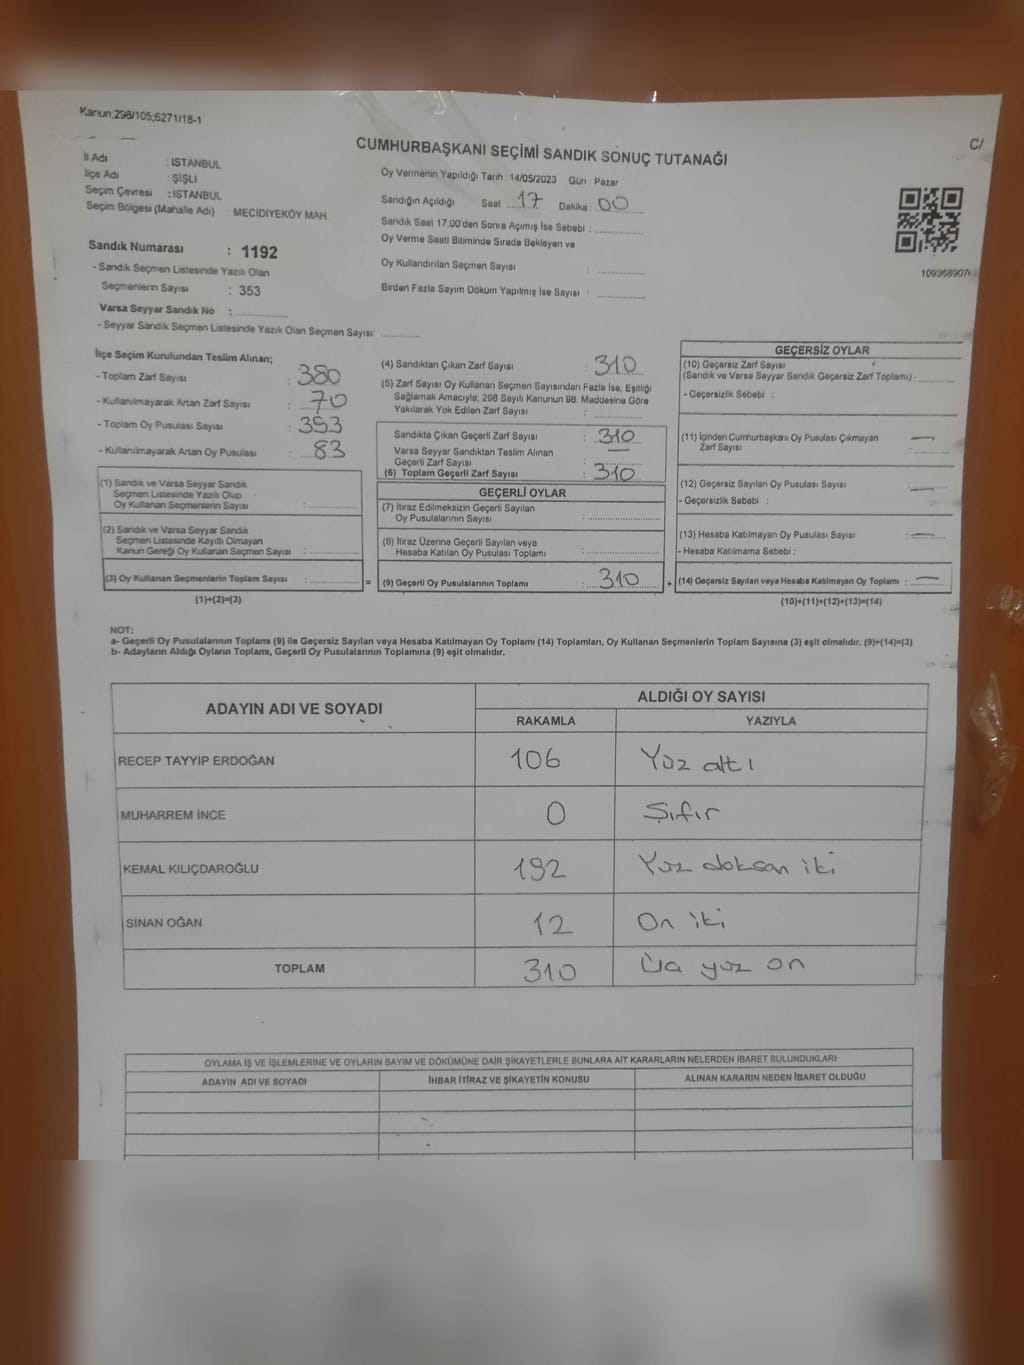 Kanun;298/105;6271/18-1
C/
CUMHURBAŞKANI SEÇİMİ SANDIK SONUÇ TUTANAĞI
İl Adı : İSTANBUL
İlçe Adı : ŞİŞLİ
Seçim Çevresi : İSTANBUL
Seçim Bölgesi (Mahalle Adı) : MECİDİYEKÖY MAH.
Sandık Numarası : 1192
- Sandık Seçmen Listesinde Yazılı Olan
Seçmenlerin Sayısı : 353
Varsa Seyyar Sandık No : ............
- Seyyar Sandık Seçmen Listesinde Yazılı Olan Seçmen Sayısı: ............
Oy Vermenin Yapıldığı Tarih : 14/05/2023 Gün : Pazar
Sandığın Açıldığı Saat 17 Dakika : 00
Sandık Saat 17:00'den Sonra Açımış İse Sebebi : ............
Oy Verme Saati Bitiminde Sırada Bekleyen ve
Oy Kullandırılan Seçmen Sayısı : ............
Birden Fazla Sayım Döküm Yapılmış İse Sayısı : ............
İlçe Seçim Kurulundan Teslim Alınan;
- Toplam Zarf Sayısı : 380
- Kullanılmayarak Artan Zarf Sayısı : 70
- Toplam Oy Pusulası Sayısı : 393
- Kullanılmayarak Artan Oy Pusulası : 83
(1) Sandık ve Varsa Seyyar Sandık
Seçmen Listesinde Yazılı Olup
Oy Kullanan Seçmenlerin Sayısı : ............
(2) Sandık ve Varsa Seyyar Sandık
Seçmen Listesinde Kayıtlı Olmayan
Kanun Gereği Oy Kullanan Seçmen Sayısı : ............
(3) Oy Kullanan Seçmenlerin Toplam Sayısı : ............
(1)+(2)=(3)
(4) Sandıktan Çıkan Zarf Sayısı : 310
(5) Zarf Sayısı Oy Kullanan Seçmen Sayısından Fazla İse, Eşitliği
Sağlamak Amacıyla; 298 Sayılı Kanunun 98. Maddesine Göre
Yakılarak Yok Edilen Zarf Sayısı : ............
Sandıkta Çıkan Geçerli Zarf Sayısı : 310
Varsa Seyyar Sandıktan Teslim Alınan
Geçerli Zarf Sayısı : —
(6) Toplam Geçerli Zarf Sayısı : 310
GEÇERLİ OYLAR
(7) İtiraz Edilmeksizin Geçerli Sayılan
Oy Pusulalarının Sayısı : ............
(8) İtiraz Üzerine Geçerli Sayılan veya
Hesaba Katılan Oy Pusulası Toplamı : ............
= (9) Geçerli Oy Pusulalarının Toplamı : 310 +
GEÇERSİZ OYLAR
(10) Geçersiz Zarf Sayısı
(Sandık ve Varsa Seyyar Sandık Geçersiz Zarf Toplamı) : ............
- Geçersizlik Sebebi :
(11) İçinden Cumhurbaşkanı Oy Pusulası Çıkmayan
Zarf Sayısı : —
(12) Geçersiz Sayılan Oy Pusulası Sayısı : —
- Geçersizlik Sebebi :
(13) Hesaba Katılmayan Oy Pusulası Sayısı : —
- Hesaba Katılmama Sebebi :
(14) Geçersiz Sayılan veya Hesaba Katılmayan Oy Toplamı : —
(10)+(11)+(12)+(13)=(14)
NOT:
a- Geçerli Oy Pusulalarının Toplamı (9) ile Geçersiz Sayılan veya Hesaba Katılmayan Oy Toplamı (14) Toplamları, Oy Kullanan Seçmenlerin Toplam Sayısına (3) eşit olmalıdır. (9)+(14)=(3)
b- Adayların Aldığı Oyların Toplamı, Geçerli Oy Pusulalarının Toplamına (9) eşit olmalıdır.
ADAYIN ADI VE SOYADI ALDIĞI OY SAYISI
RAKAMLA YAZIYLA
RECEP TAYYİP ERDOĞAN 106 Yüz altı
MUHARREM İNCE 0 Sıfır
KEMAL KILIÇDAROĞLU 192 Yüz doksan iki
SİNAN OĞAN 12 On iki
TOPLAM 310 yüz on
OYLAMA İŞ VE İŞLEMLERİNE VE OYLARIN SAYIM VE DÖKÜMÜNE DAİR ŞİKAYETLERLE BUNLARA AİT KARARLARIN NELERDEN İBARET BULUNDUKLARI
ADAYIN ADI VE SOYADI İHBAR İTİRAZ VE ŞİKAYETİN KONUSU ALINAN KARARIN NEDEN İBARET OLDUĞU